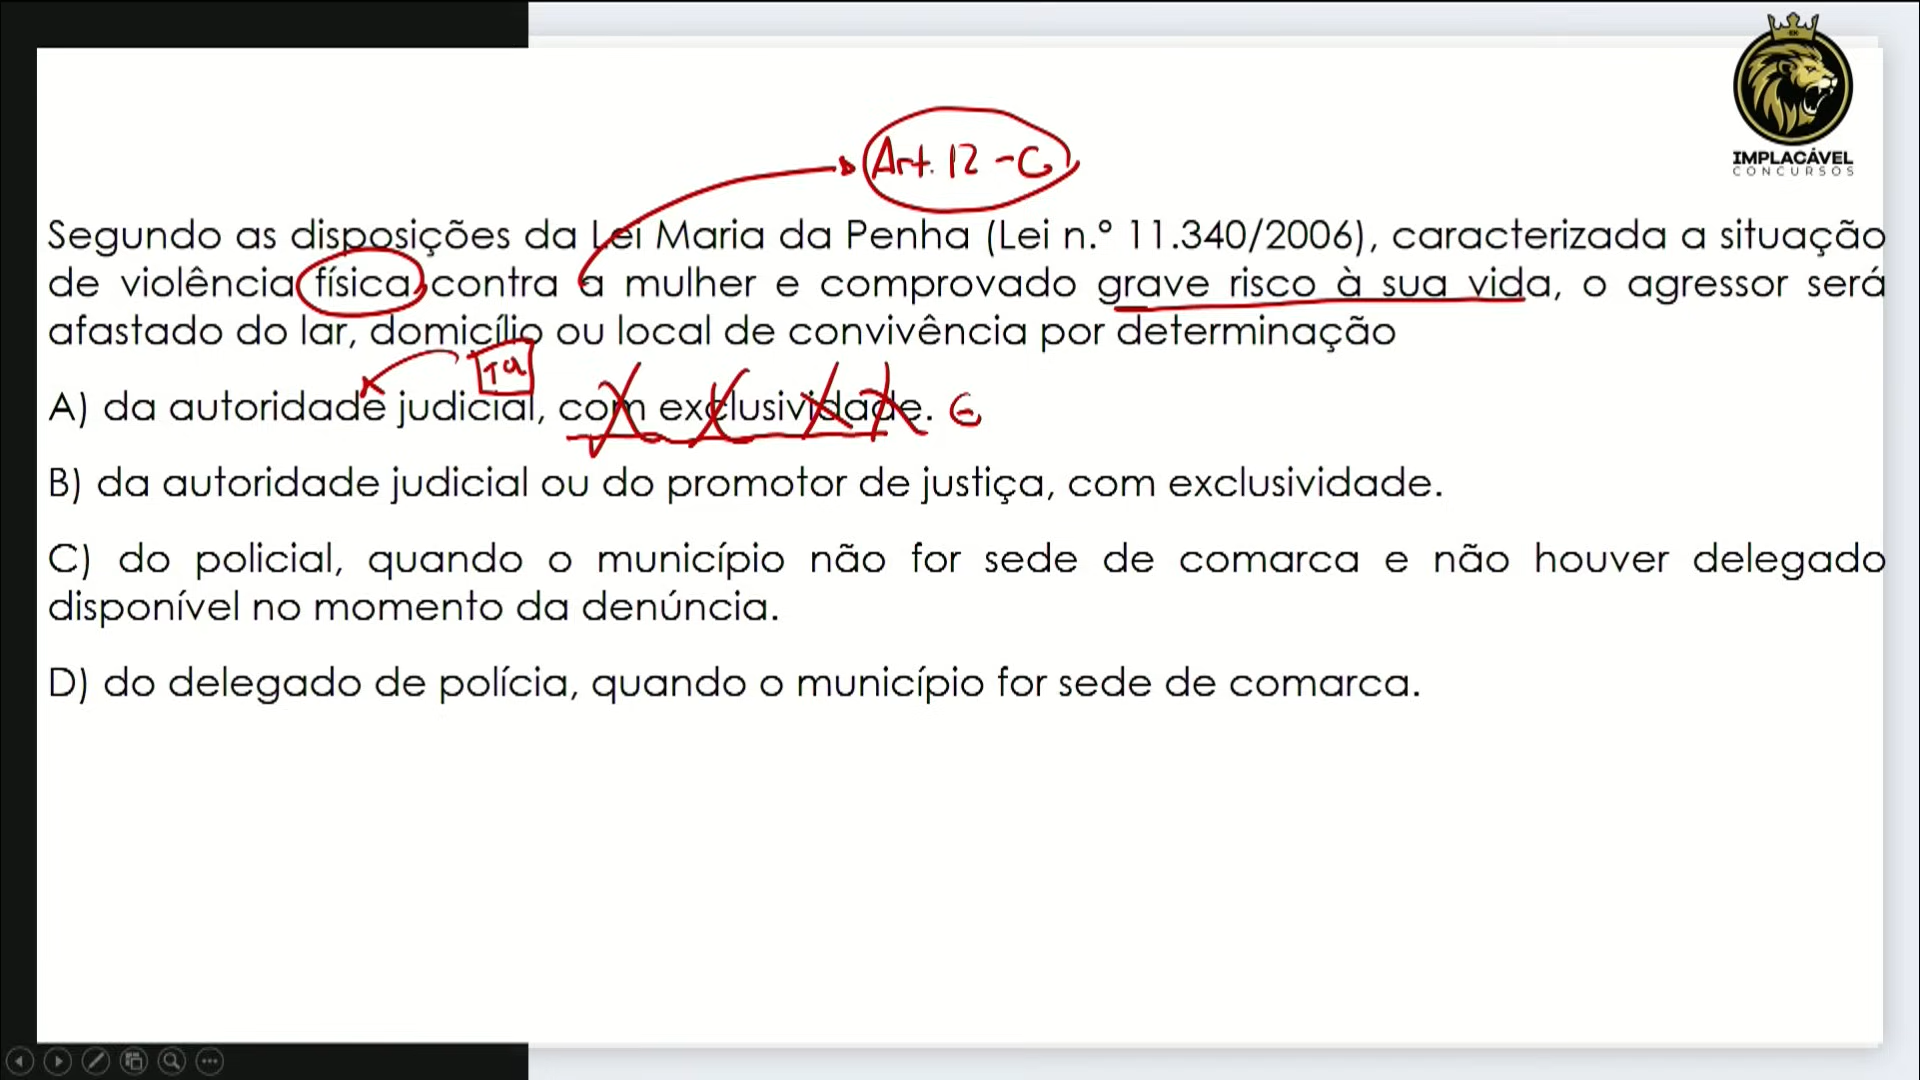 IMPLACÁVEL
CONCURSOS
Art. 12 - C
Segundo as disposições da Lei Maria da Penha (Lei n.º 11.340/2006), caracterizada a situação
de violência física contra a mulher e comprovado grave risco à sua vida, o agressor será
afastado do lar, domicílio ou local de convivência por determinação
A) da autoridade judicial, com exclusividade.
B) da autoridade judicial ou do promotor de justiça, com exclusividade.
C) do policial, quando o município não for sede de comarca e não houver delegado
disponível no momento da denúncia.
D) do delegado de polícia, quando o município for sede de comarca.